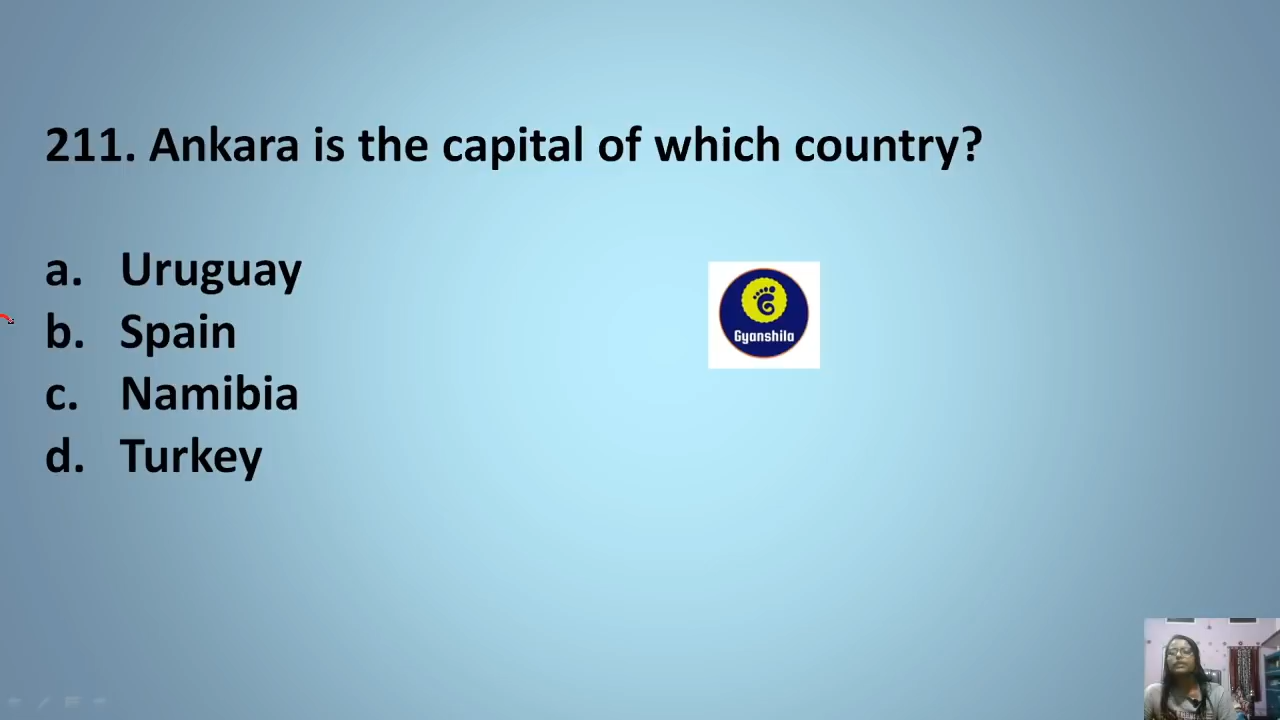 211. Ankara is the capital of which country?
a. Uruguay
b. Spain
c. Namibia
d. Turkey
Gyanshila